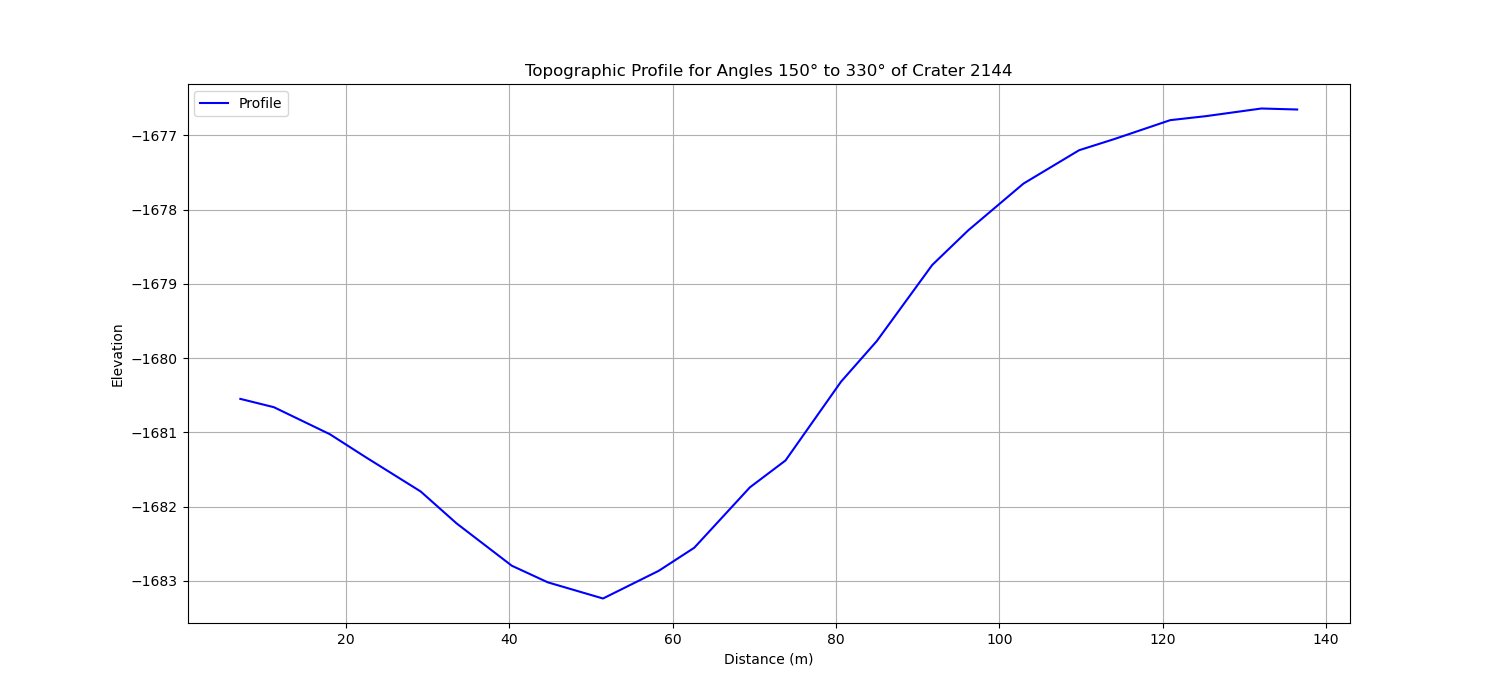 Topographic Profile for Angles 150° to 330° of Crater 2144
Profile
−1677
−1678
−1679
−1680
−1681
−1682
−1683
Elevation
20 40 60 80 100 120 140
Distance (m)